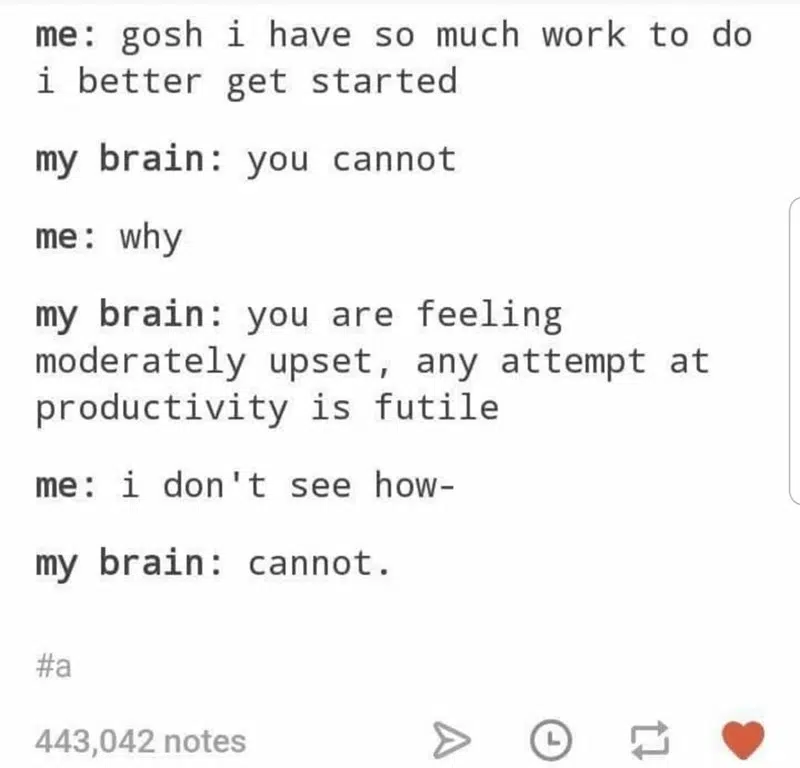 me: gosh i have so much work to do
i better get started
my brain: you cannot
me: why
my brain: you are feeling
moderately upset, any attempt at
productivity is futile
me: i don't see how-
my brain: cannot.
#a
443,042 notes